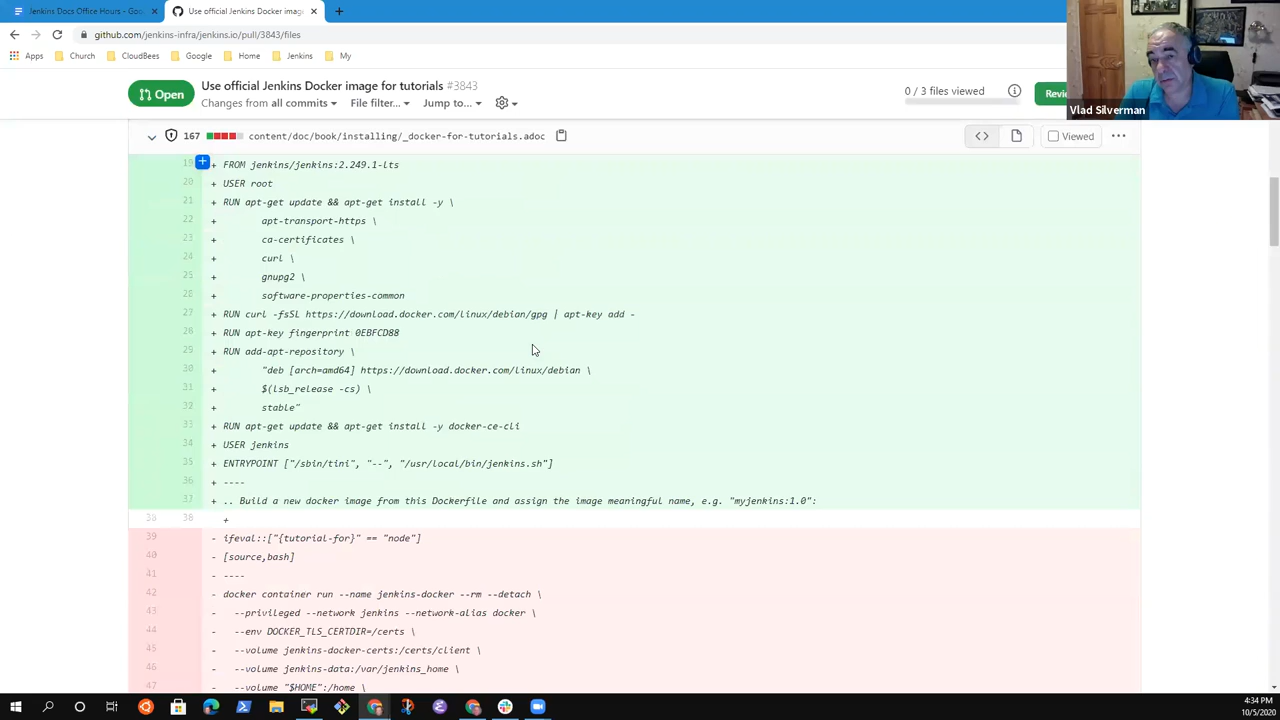 Jenkins Docs Office Hours - Goo
Use official Jenkins Docker imag
github.com/jenkins-infra/jenkins.io/pull/3843/files
Apps Church CloudBees Google Home Jenkins My
Open
Use official Jenkins Docker image for tutorials #3843
Changes from all commits File filter... Jump to...
0 / 3 files viewed
Revie
Vlad Silverman
167 content/doc/book/installing/_docker-for-tutorials.adoc
Viewed
19 + FROM jenkins/jenkins:2.249.1-lts
20 + USER root
21 + RUN apt-get update && apt-get install -y \
22 + apt-transport-https \
23 + ca-certificates \
24 + curl \
25 + gnupg2 \
26 + software-properties-common
27 + RUN curl -fsSL https://download.docker.com/linux/debian/gpg | apt-key add -
28 + RUN apt-key fingerprint 0EBFCD88
29 + RUN add-apt-repository \
30 + "deb [arch=amd64] https://download.docker.com/linux/debian \
31 + $(lsb_release -cs) \
32 + stable"
33 + RUN apt-get update && apt-get install -y docker-ce-cli
34 + USER jenkins
35 + ENTRYPOINT ["/sbin/tini", "--", "/usr/local/bin/jenkins.sh"]
36 + ----
37 + .. Build a new docker image from this Dockerfile and assign the image meaningful name, e.g. "myjenkins:1.0":
38 38 +
39 - ifeval::["{tutorial-for}" == "node"]
40 - [source,bash]
41 - ----
42 - docker container run --name jenkins-docker --rm --detach \
43 - --privileged --network jenkins --network-alias docker \
44 - --env DOCKER_TLS_CERTDIR=/certs \
45 - --volume jenkins-docker-certs:/certs/client \
46 - --volume jenkins-data:/var/jenkins_home \
47 - --volume "$HOME":/home \
4:34 PM
10/5/2020